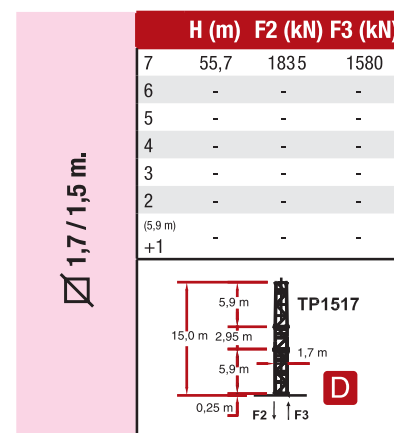 H (m) F2 (kN) F3 (kN)
7 55,7 1835 1580
6 - - -
5 - - -
4 - - -
3 - - -
2 - - -
(5,9 m)
+1 - - -
1,7 / 1,5 m.
5,9 m
TP1517
15,0 m 2,95 m
1,7 m
5,9 m
D
0,25 m
F2 F3